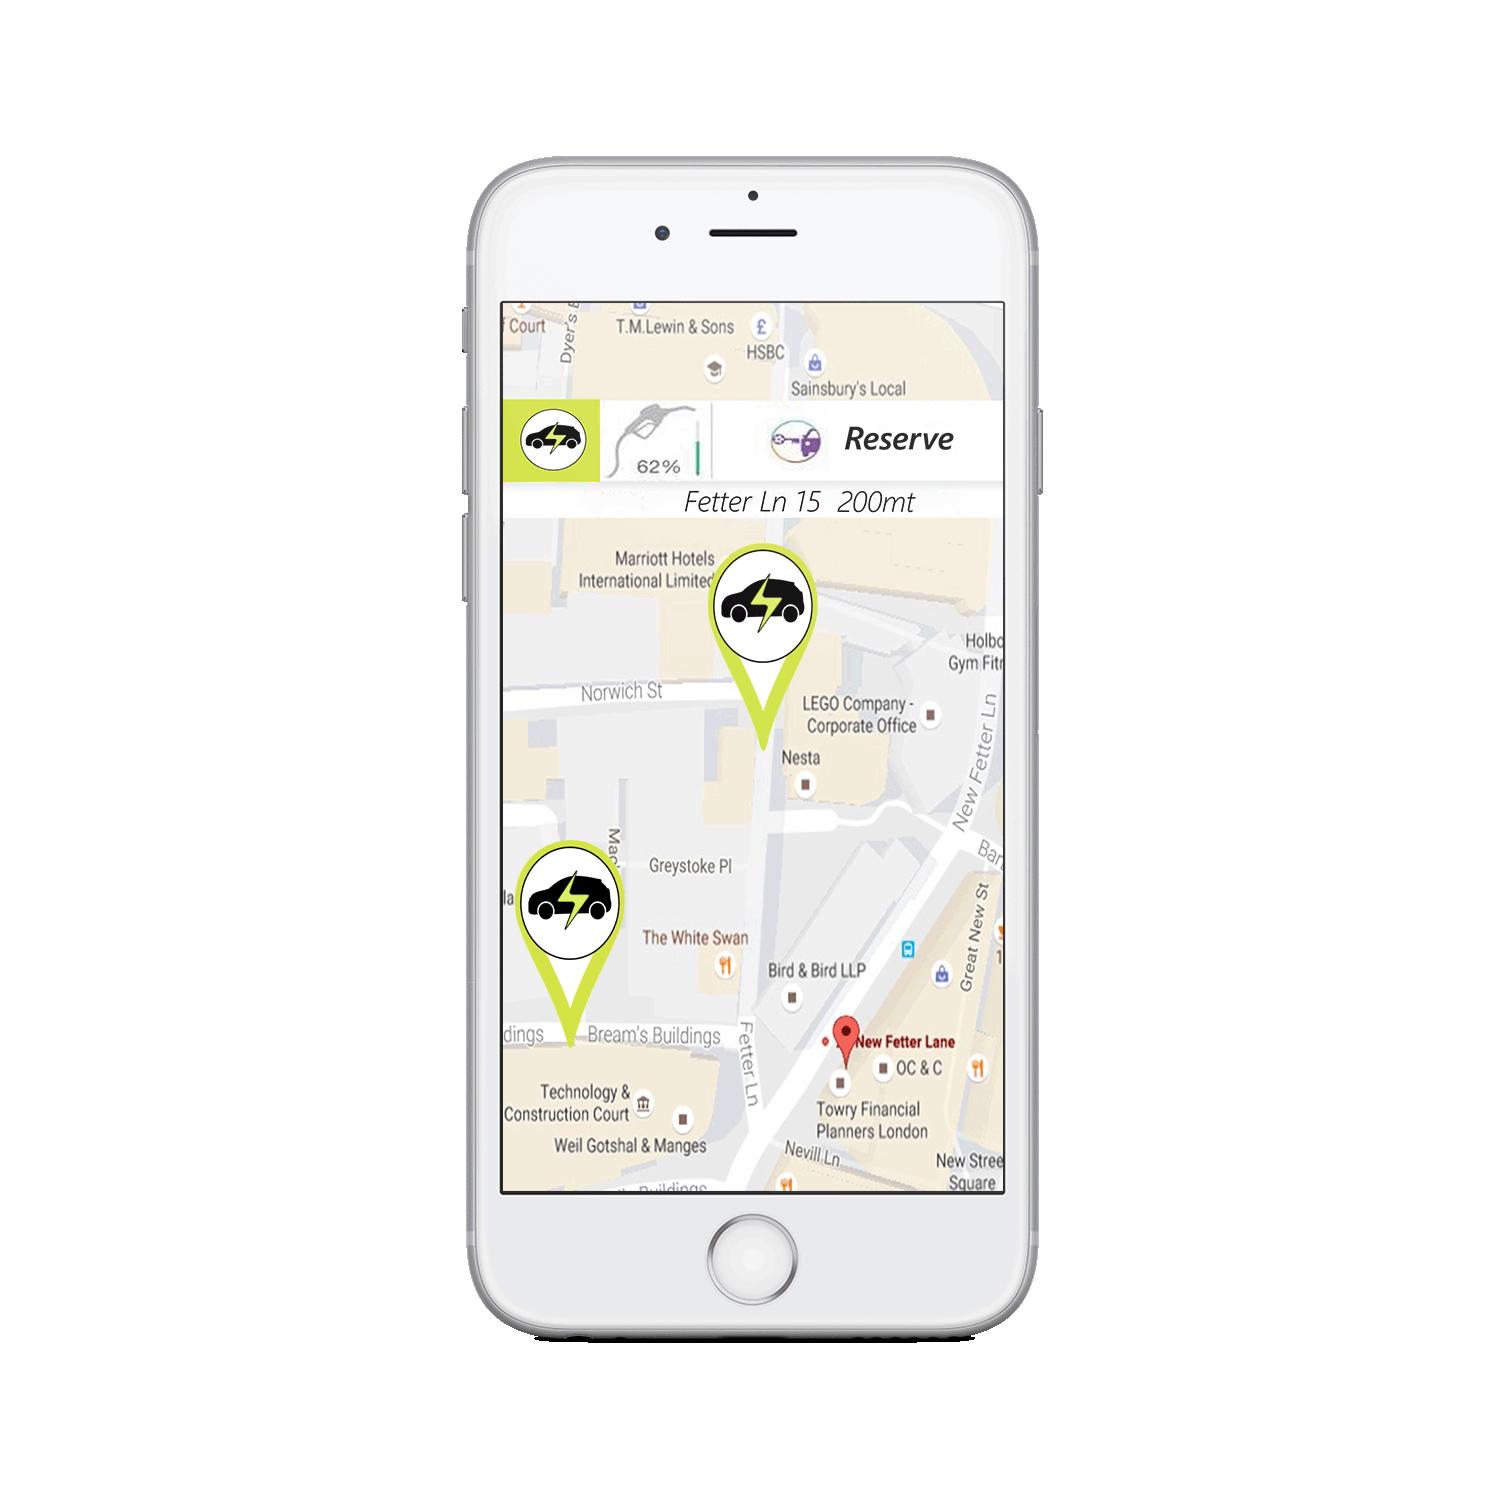 Court
Dyer's
T.M.Lewin & Sons
£
HSBC
Sainsbury's Local
62%
Reserve
Fetter Ln 15 200mt
Marriott Hotels
International Limited
Holbo
Gym Fitn
Norwich St
LEGO Company -
Corporate Office
Nesta
New Fetter Ln
Greystoke Pl
Great New St
The White Swan
Bird & Bird LLP
dings
Bream's Buildings
Fetter Ln
New Fetter Lane
OC & C
Technology &
Construction Court
Towry Financial
Planners London
Weil Gotshal & Manges
Nevill Ln
New Stree
Square